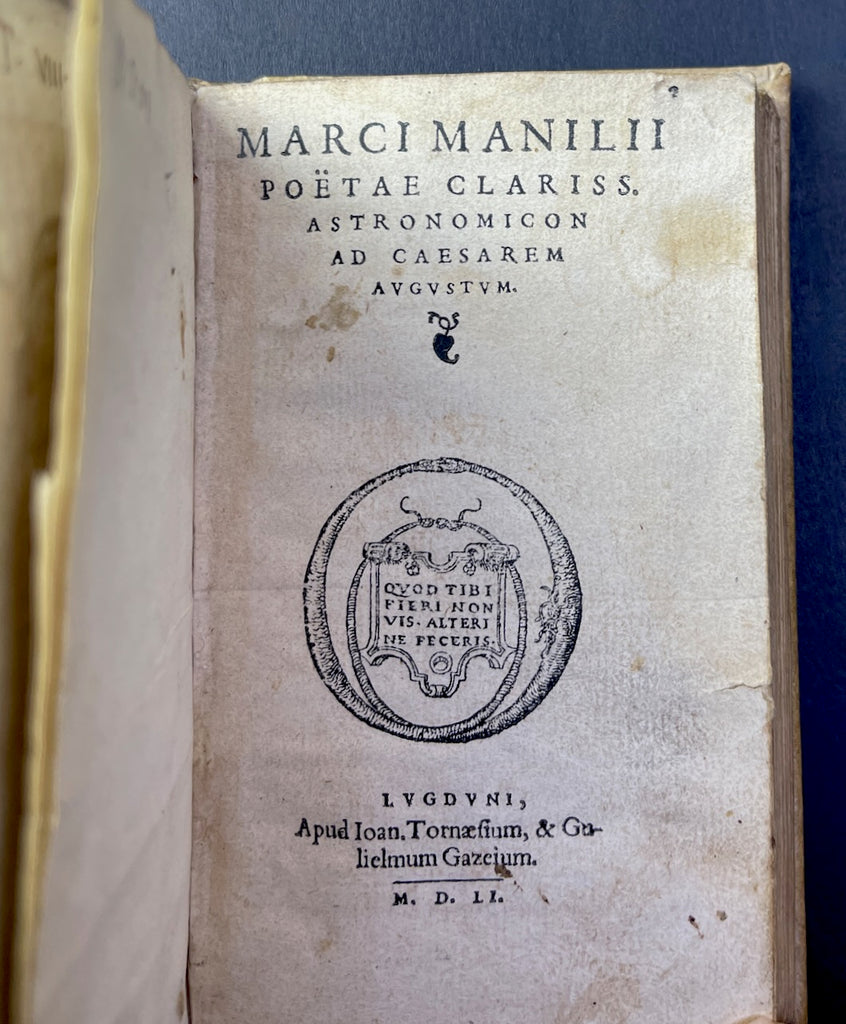 MARCI MANILII
POËTAE CLARISS.
ASTRONOMICON
AD CAESAREM
AVGVSTVM.
QVOD TIBI
FIERI NON
VIS. ALTERI
NE FECERIS.
LVGDVNI,
Apud Ioan. Tornæsium, & Gu-
lielmum Gazeium.
M. D. LI.